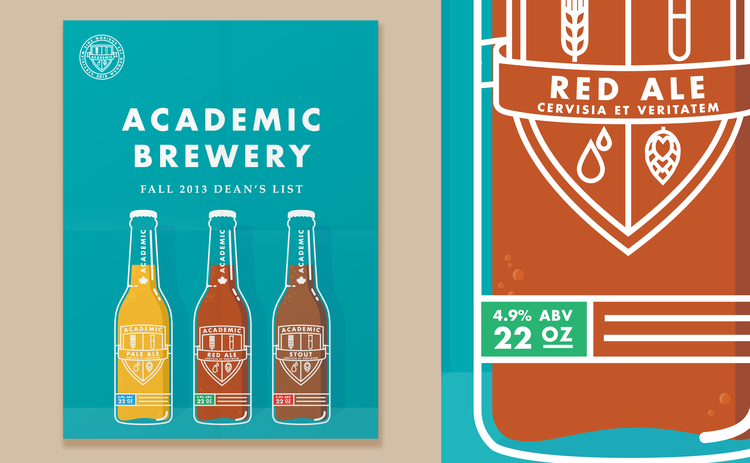 ACADEMIC
BREWERY
FALL 2013 DEAN'S LIST
ACADEMIC
ACADEMIC
ACADEMIC
ACADEMIC
PALE ALE
22 OZ
ACADEMIC
RED ALE
22 OZ
ACADEMIC
STOUT
22 OZ
RED ALE
CERVISIA ET VERITATEM
4.9% ABV
22 OZ